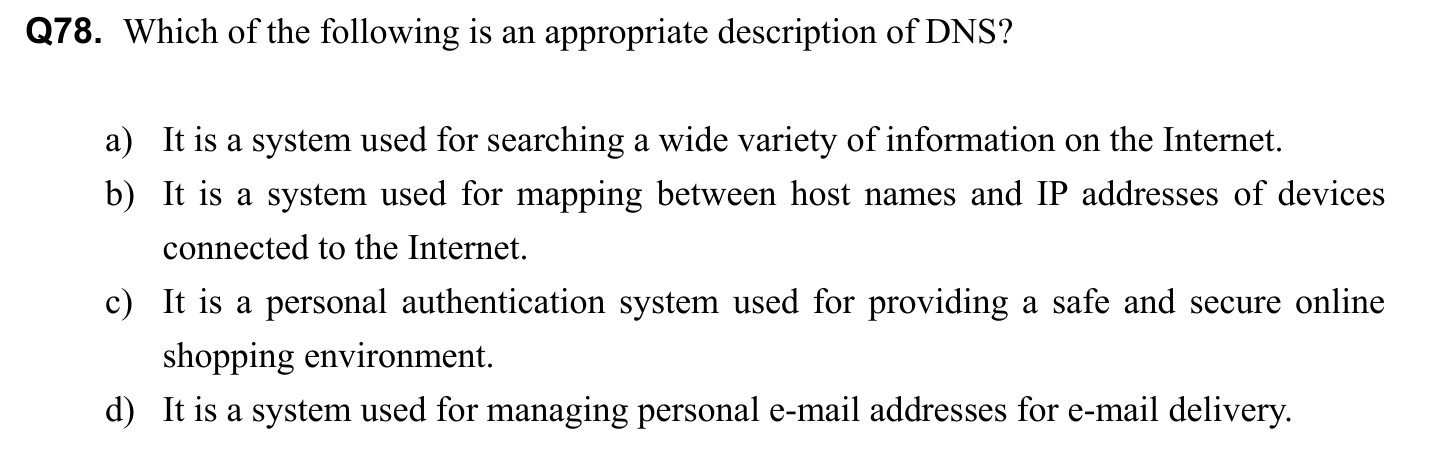 Q78. Which of the following is an appropriate description of DNS?
a) It is a system used for searching a wide variety of information on the Internet.
b) It is a system used for mapping between host names and IP addresses of devices
connected to the Internet.
c) It is a personal authentication system used for providing a safe and secure online
shopping environment.
d) It is a system used for managing personal e-mail addresses for e-mail delivery.